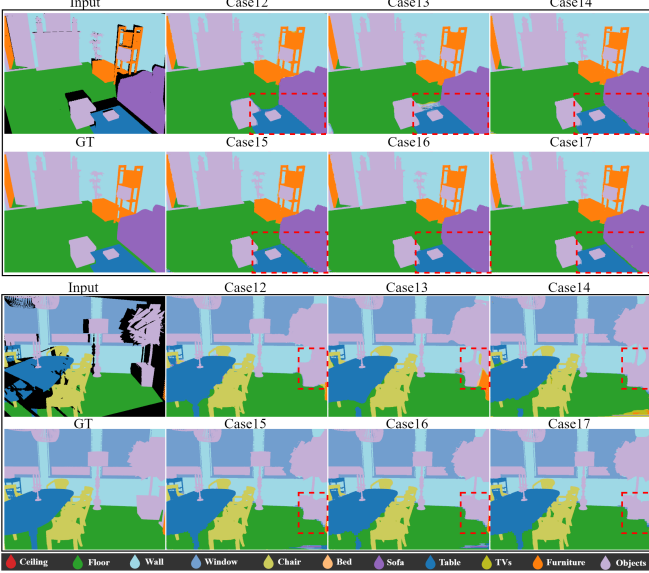 Input Case12 Case13 Case14
GT Case15 Case16 Case17
Input Case12 Case13 Case14
GT Case15 Case16 Case17
Ceiling Floor Wall Window Chair Bed Sofa Table TVs Furniture Objects